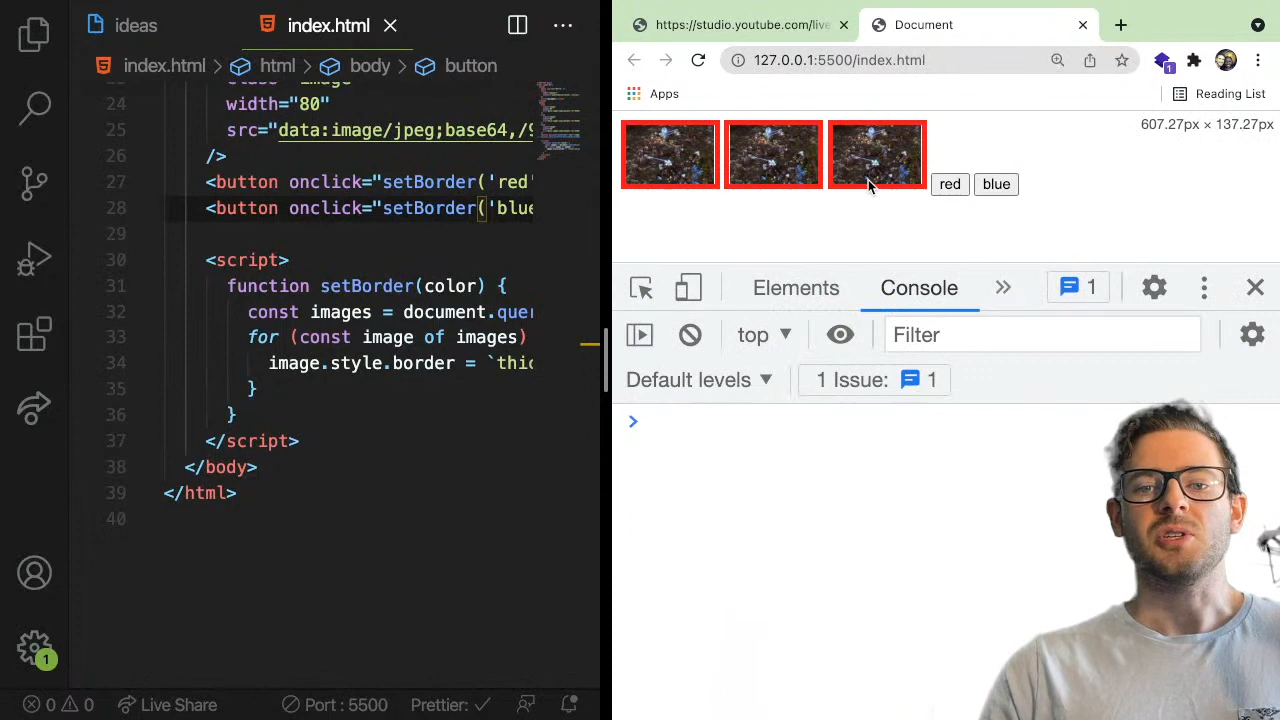 ideas
index.html
index.html > html > body > button
class="image"
24 width="80"
25 src="data:image/jpeg;base64,/9
26 />
27 <button onclick="setBorder('red'
28 <button onclick="setBorder('blue
29
30 <script>
31 function setBorder(color) {
32 const images = document.quer
33 for (const image of images)
34 image.style.border = `thic
35 }
36 }
37 </script>
38 </body>
39 </html>
40
1
0 0 Live Share Port : 5500 Prettier:
https://studio.youtube.com/live
Document
127.0.0.1:5500/index.html
1
Apps
Reading List
607.27px × 137.27px
red blue
Elements Console 1
top Filter
Default levels 1 Issue: 1